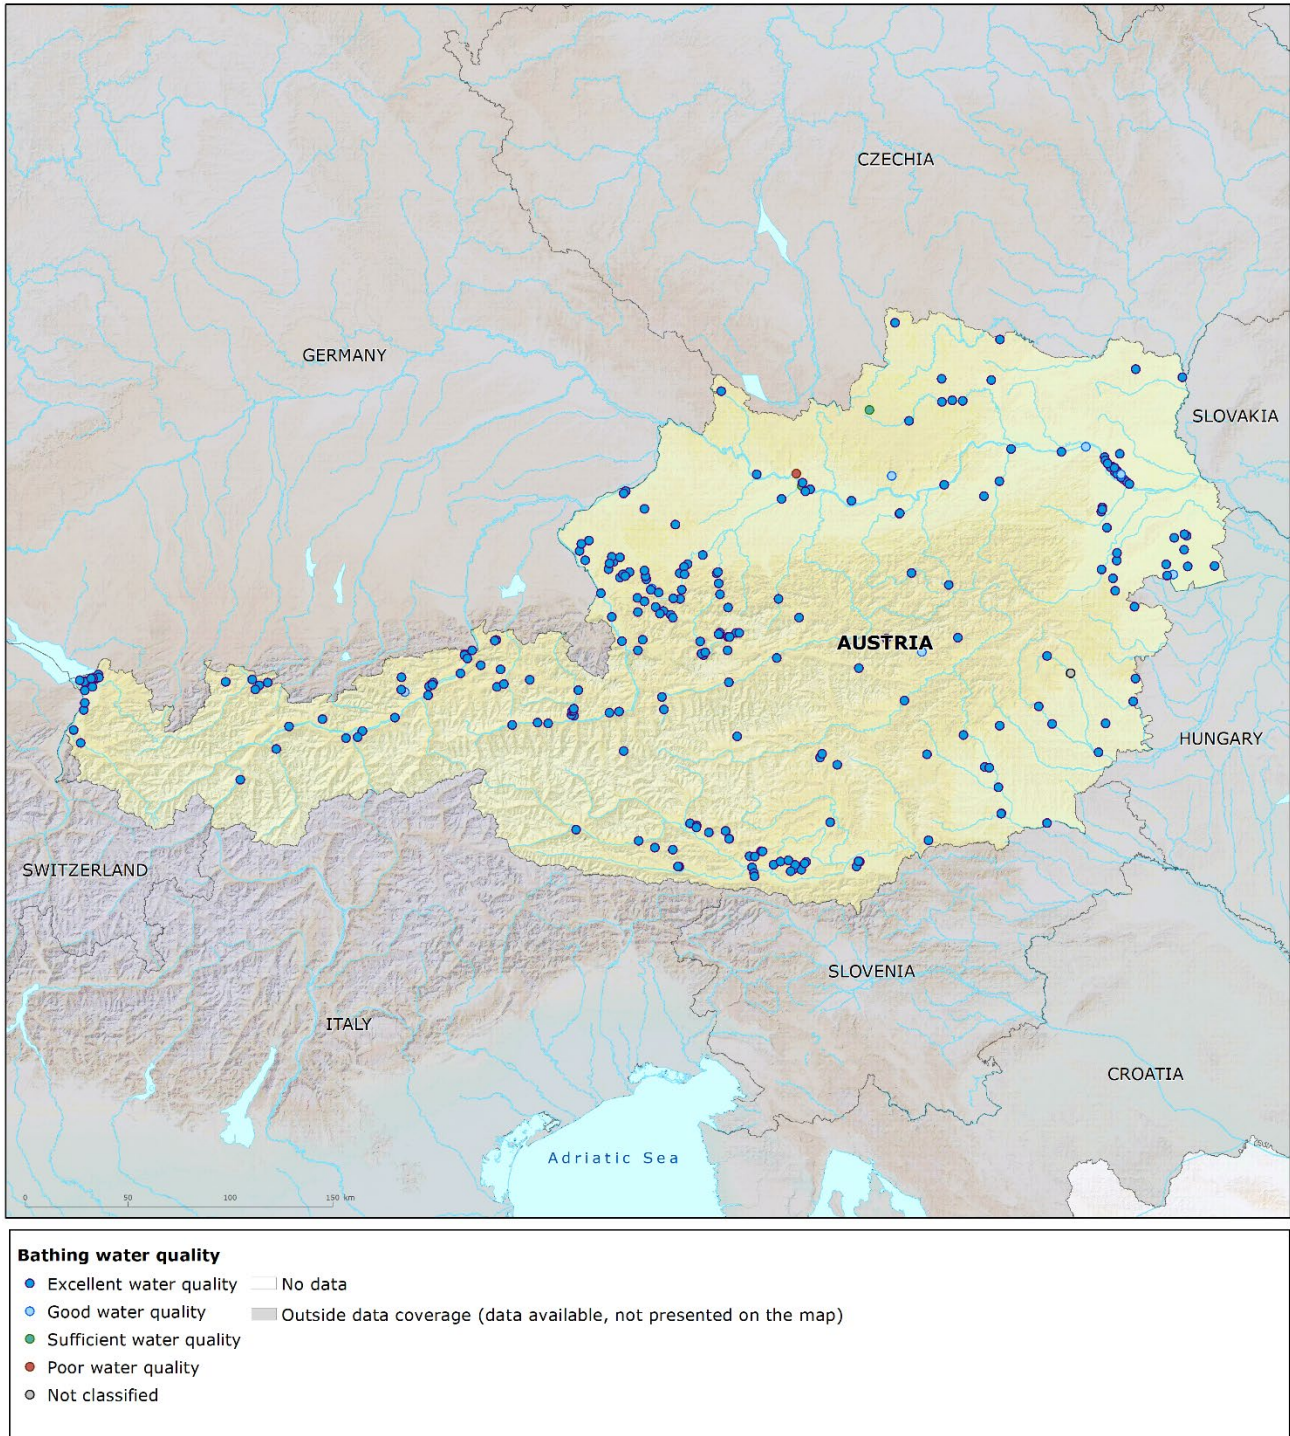 CZECHIA
GERMANY
SLOVAKIA
AUSTRIA
HUNGARY
SWITZERLAND
SLOVENIA
ITALY
CROATIA
Adriatic Sea
0 50 100 150 km
Bathing water quality
Excellent water quality No data
Good water quality Outside data coverage (data available, not presented on the map)
Sufficient water quality
Poor water quality
Not classified